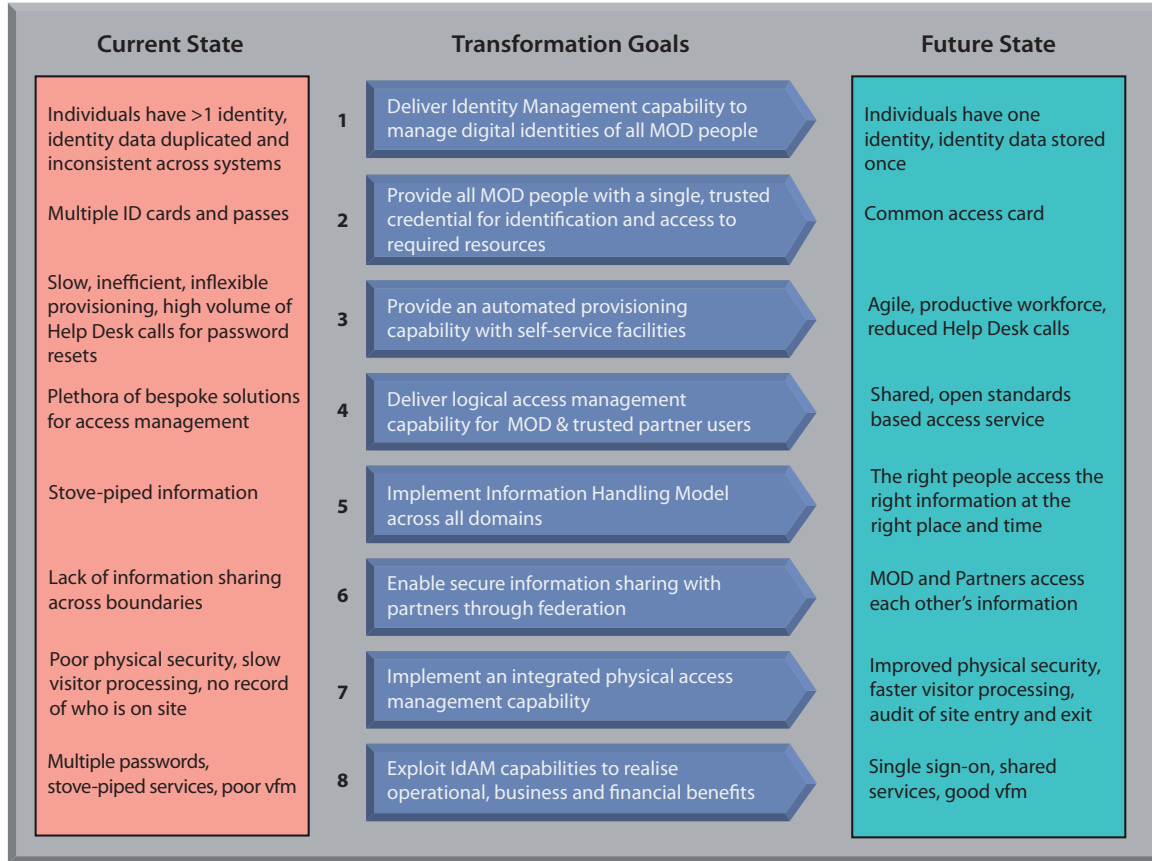 Current State
Transformation Goals
Future State
Individuals have >1 identity,
identity data duplicated and
inconsistent across systems
1
Deliver Identity Management capability to
manage digital identities of all MOD people
Individuals have one
identity, identity data stored
once
Multiple ID cards and passes
2
Provide all MOD people with a single, trusted
credential for identification and access to
required resources
Common access card
Slow, inefficient, inflexible
provisioning, high volume of
Help Desk calls for password
resets
3
Provide an automated provisioning
capability with self-service facilities
Agile, productive workforce,
reduced Help Desk calls
Plethora of bespoke solutions
for access management
4
Deliver logical access management
capability for MOD & trusted partner users
Shared, open standards
based access service
Stove-piped information
5
Implement Information Handling Model
across all domains
The right people access the
right information at the
right place and time
Lack of information sharing
across boundaries
6
Enable secure information sharing with
partners through federation
MOD and Partners access
each other's information
Poor physical security, slow
visitor processing, no record
of who is on site
7
Implement an integrated physical access
management capability
Improved physical security,
faster visitor processing,
audit of site entry and exit
Multiple passwords,
stove-piped services, poor vfm
8
Exploit IdAM capabilities to realise
operational, business and financial benefits
Single sign-on, shared
services, good vfm